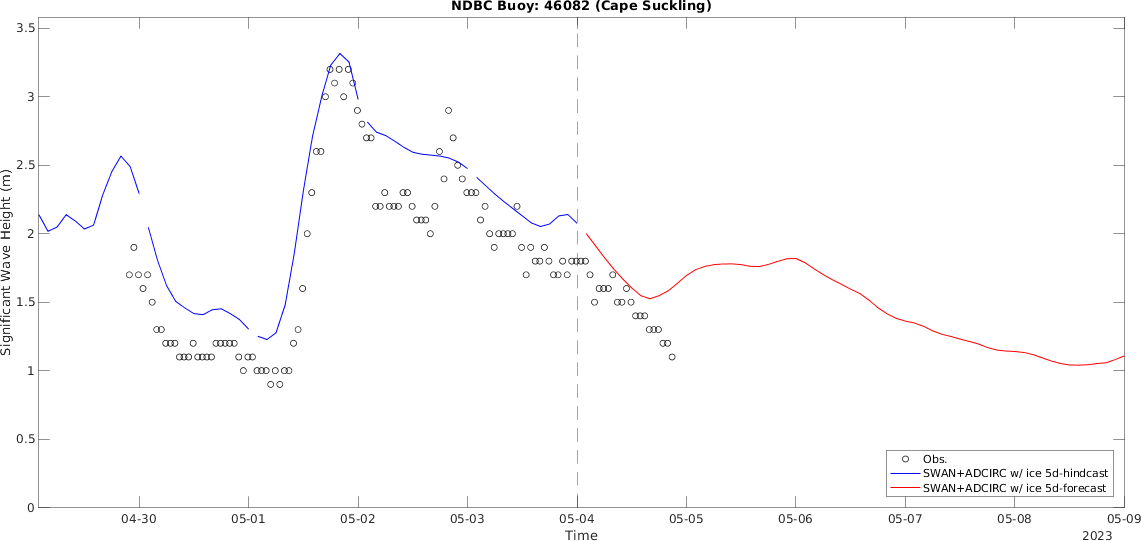 NDBC Buoy: 46082 (Cape Suckling)
3.5
3
2.5
2
1.5
1
0.5
0
Significant Wave Height (m)
Obs.
SWAN+ADCIRC w/ ice 5d-hindcast
SWAN+ADCIRC w/ ice 5d-forecast
04-30 05-01 05-02 05-03 05-04 05-05 05-06 05-07 05-08 05-09
Time
2023